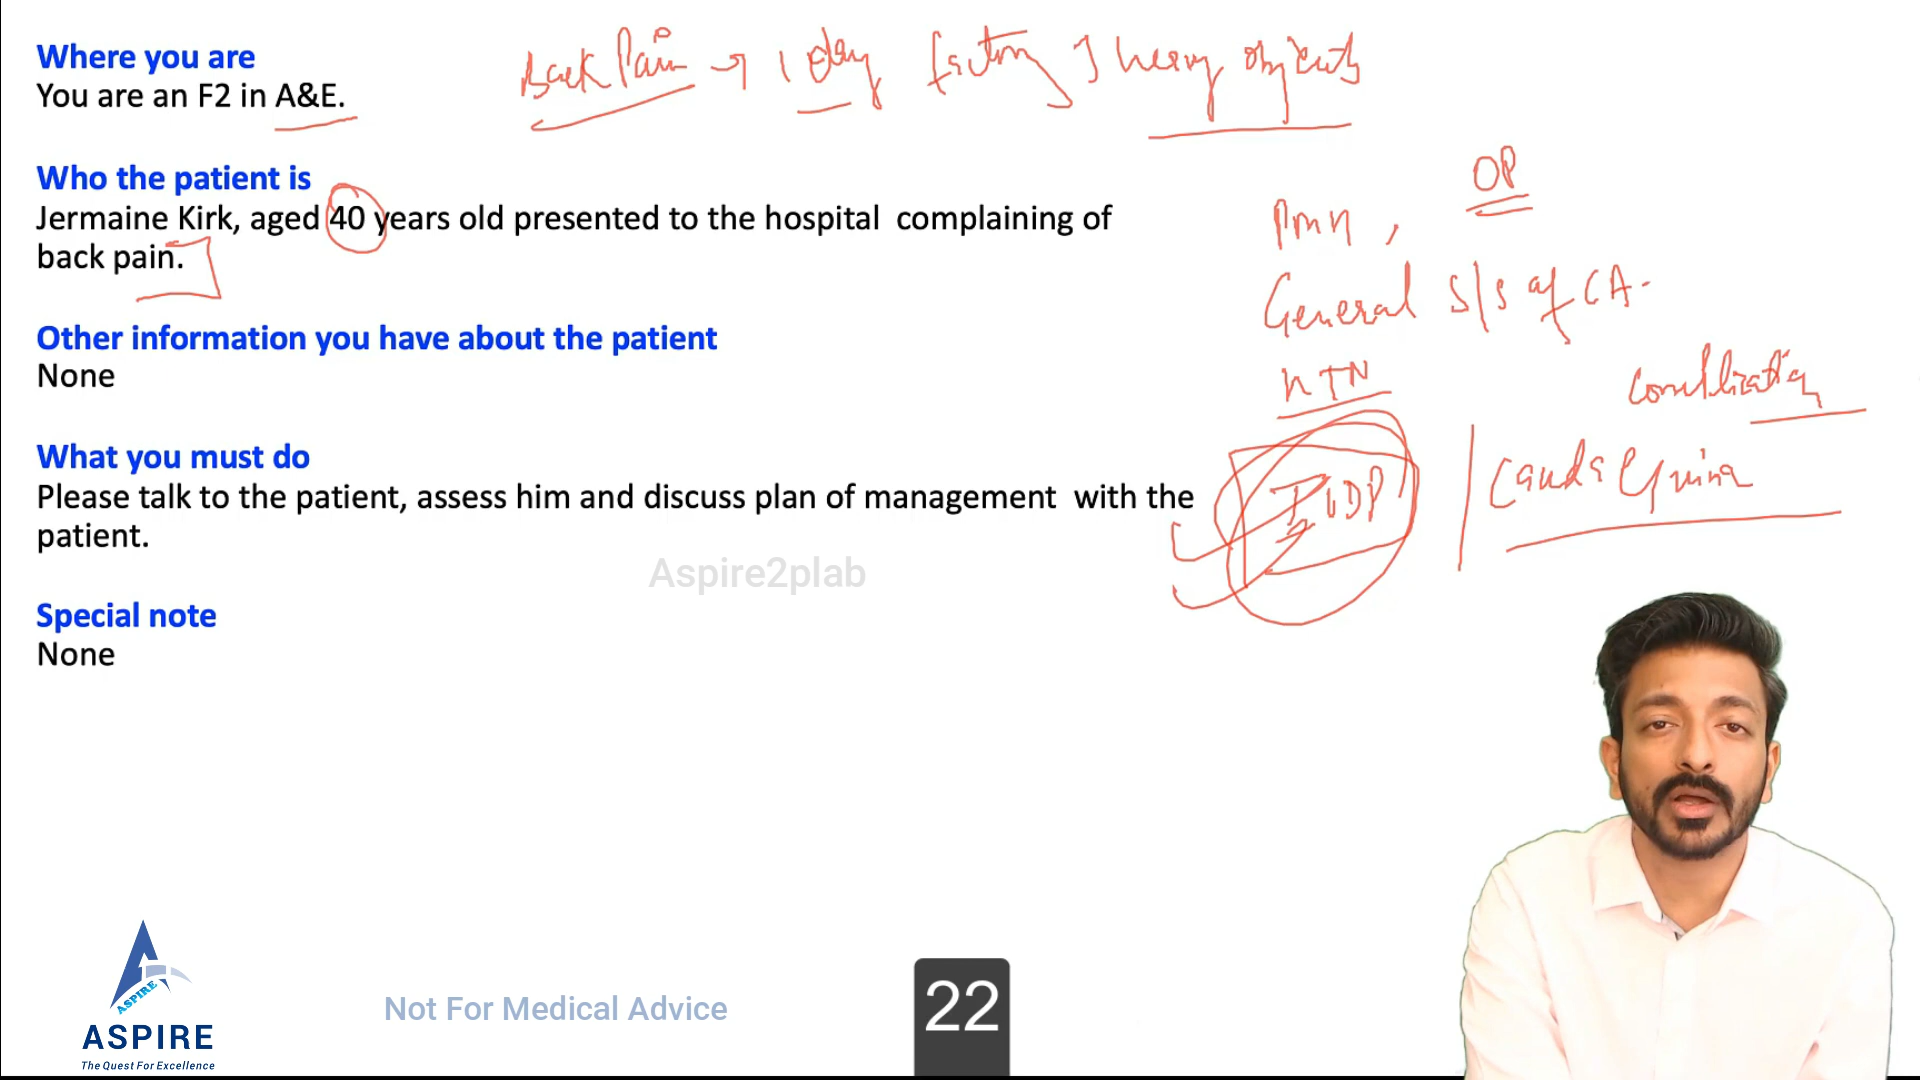 Where you are
You are an F2 in A&E.
Back Pain → 1 day factory } heavy objects
Who the patient is
Jermaine Kirk, aged 40 years old presented to the hospital complaining of
back pain.
OP
General S/S of CA.
HTN
Other information you have about the patient
None
What you must do
Please talk to the patient, assess him and discuss plan of management with the
patient.
IVDP
Cauda Equina
Aspire2plab
Special note
None
ASPIRE
ASPIRE
The Quest For Excellence
Not For Medical Advice
22